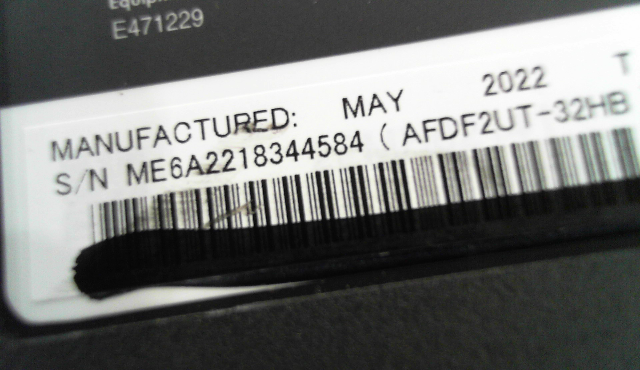 E471229
MANUFACTURED: MAY 2022 T
S/N ME6A2218344584 ( AFDF2UT-32HB